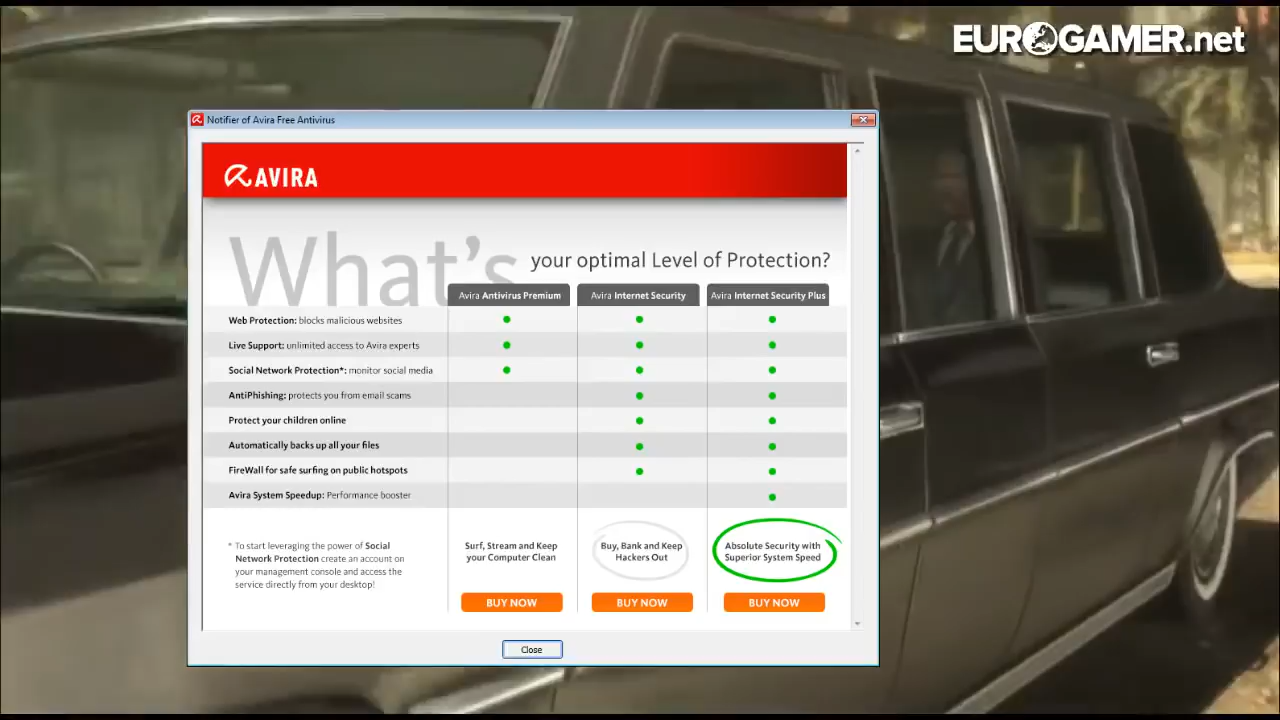 EUROGAMER.net
Notifier of Avira Free Antivirus
AVIRA
What's your optimal Level of Protection?
Avira Antivirus Premium Avira Internet Security Avira Internet Security Plus
Web Protection: blocks malicious websites
Live Support: unlimited access to Avira experts
Social Network Protection*: monitor social media
AntiPhishing: protects you from email scams
Protect your children online
Automatically backs up all your files
FireWall for safe surfing on public hotspots
Avira System Speedup: Performance booster
* To start leveraging the power of Social
Network Protection create an account on
your management console and access the
service directly from your desktop!
Surf, Stream and Keep
your Computer Clean
Buy, Bank and Keep
Hackers Out
Absolute Security with
Superior System Speed
BUY NOW BUY NOW BUY NOW
Close